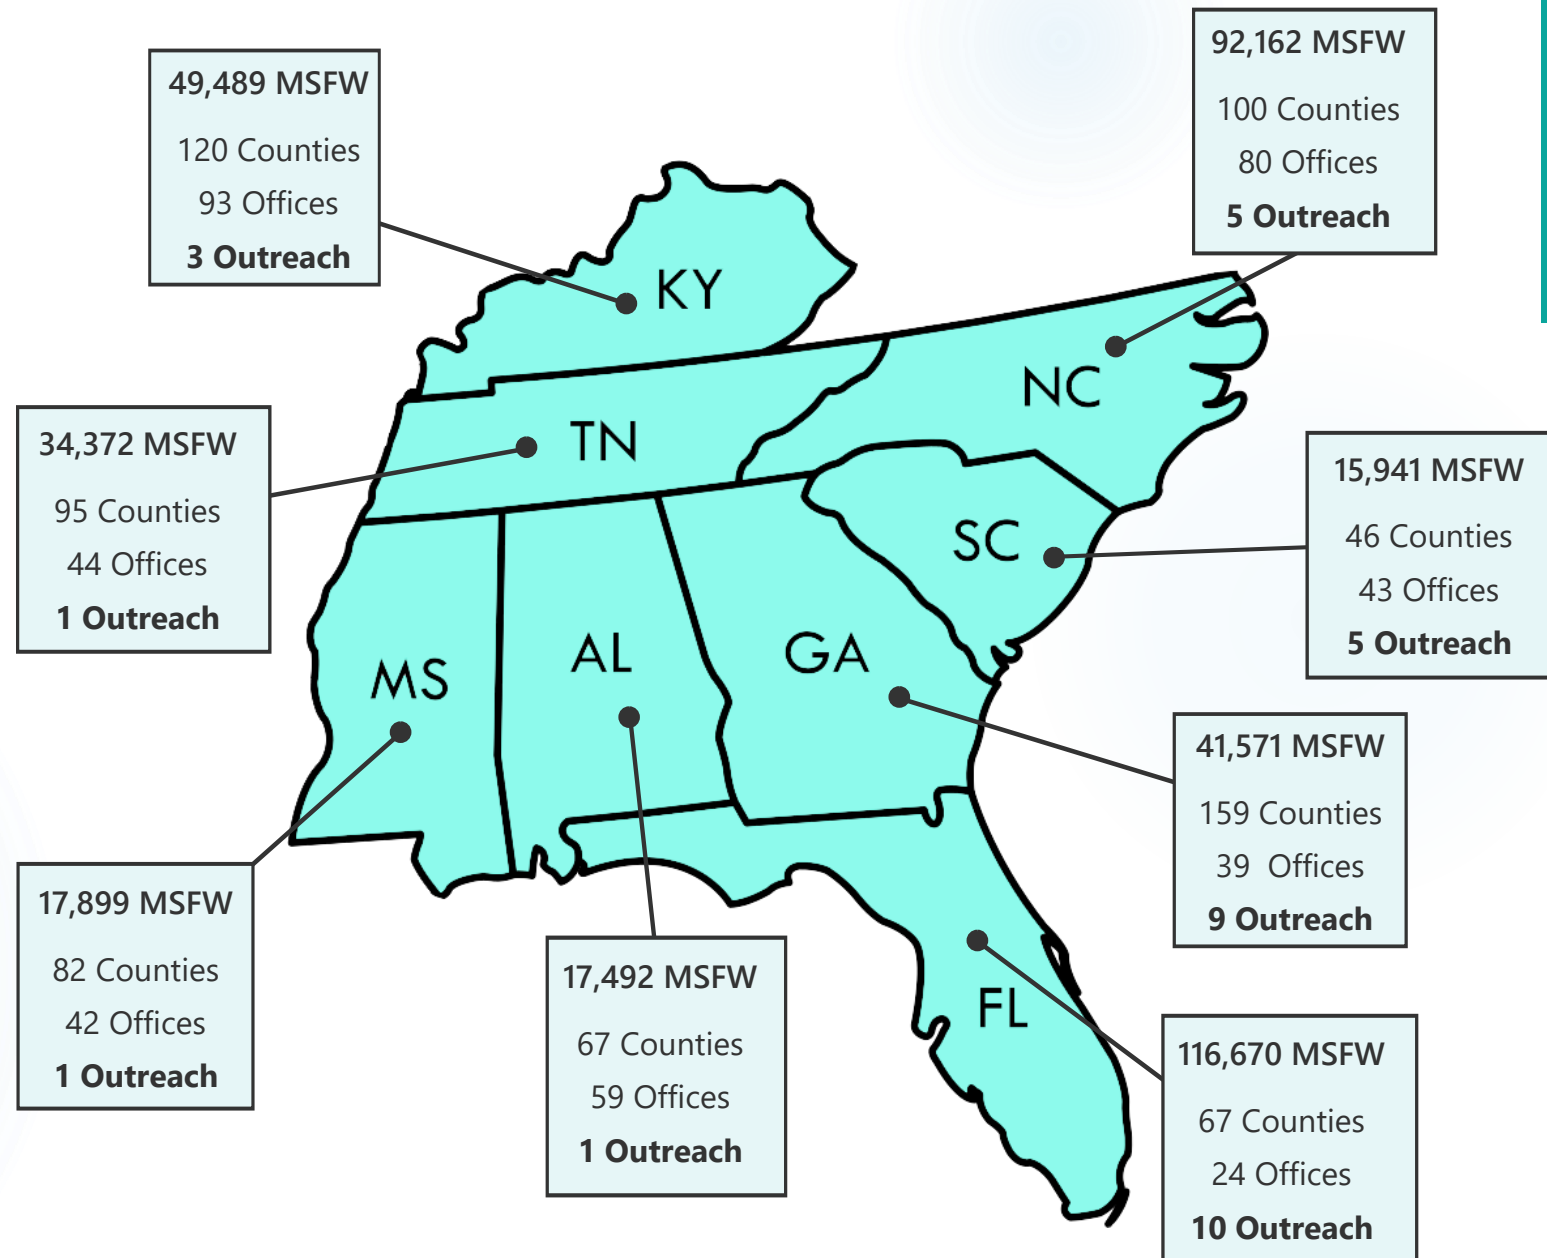 92,162 MSFW
100 Counties
80 Offices
5 Outreach
49,489 MSFW
120 Counties
93 Offices
3 Outreach
KY
NC
TN
34,372 MSFW
95 Counties
44 Offices
1 Outreach
15,941 MSFW
46 Counties
43 Offices
5 Outreach
SC
AL
GA
MS
41,571 MSFW
159 Counties
39 Offices
9 Outreach
17,899 MSFW
82 Counties
42 Offices
1 Outreach
17,492 MSFW
67 Counties
59 Offices
1 Outreach
FL
116,670 MSFW
67 Counties
24 Offices
10 Outreach